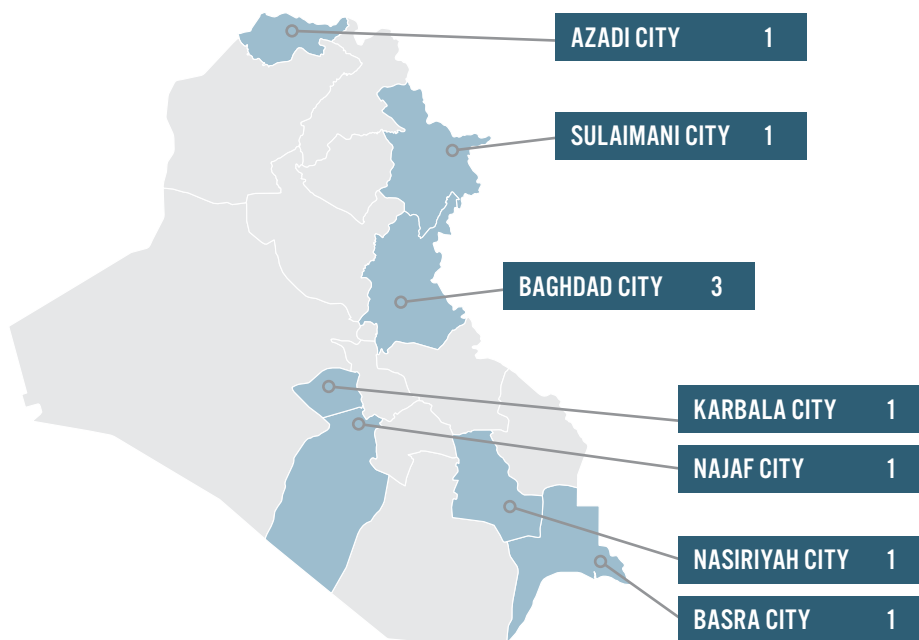 AZADI CITY 1
SULAIMANI CITY 1
BAGHDAD CITY 3
KARBALA CITY 1
NAJAF CITY 1
NASIRIYAH CITY 1
BASRA CITY 1